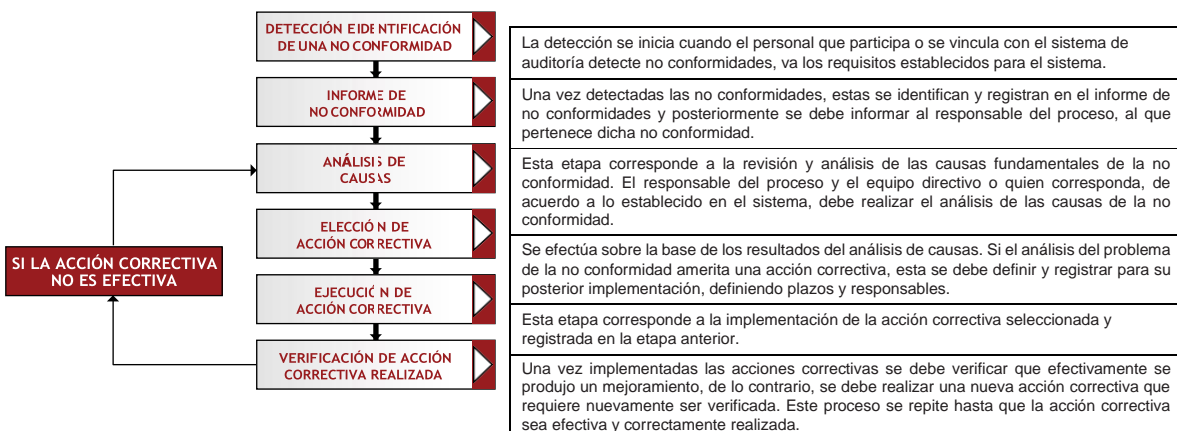 DETECCIÓN E IDENTIFICACIÓN
DE UNA NO CONFORMIDAD
La detección se inicia cuando el personal que participa o se vincula con el sistema de
auditoría detecte no conformidades, va los requisitos establecidos para el sistema.
INFORME DE
NO CONFORMIDAD
Una vez detectadas las no conformidades, estas se identifican y registran en el informe de
no conformidades y posteriormente se debe informar al responsable del proceso, al que
pertenece dicha no conformidad.
ANÁLISIS DE
CAUSAS
Esta etapa corresponde a la revisión y análisis de las causas fundamentales de la no
conformidad. El responsable del proceso y el equipo directivo o quien corresponda, de
acuerdo a lo establecido en el sistema, debe realizar el análisis de las causas de la no
conformidad.
ELECCIÓN DE
ACCIÓN CORRECTIVA
Se efectúa sobre la base de los resultados del análisis de causas. Si el análisis del problema
de la no conformidad amerita una acción correctiva, esta se debe definir y registrar para su
posterior implementación, definiendo plazos y responsables.
SI LA ACCIÓN CORRECTIVA
NO ES EFECTIVA
EJECUCIÓN DE
ACCIÓN CORRECTIVA
Esta etapa corresponde a la implementación de la acción correctiva seleccionada y
registrada en la etapa anterior.
VERIFICACIÓN DE ACCIÓN
CORRECTIVA REALIZADA
Una vez implementadas las acciones correctivas se debe verificar que efectivamente se
produjo un mejoramiento, de lo contrario, se debe realizar una nueva acción correctiva que
requiere nuevamente ser verificada. Este proceso se repite hasta que la acción correctiva
sea efectiva y correctamente realizada.